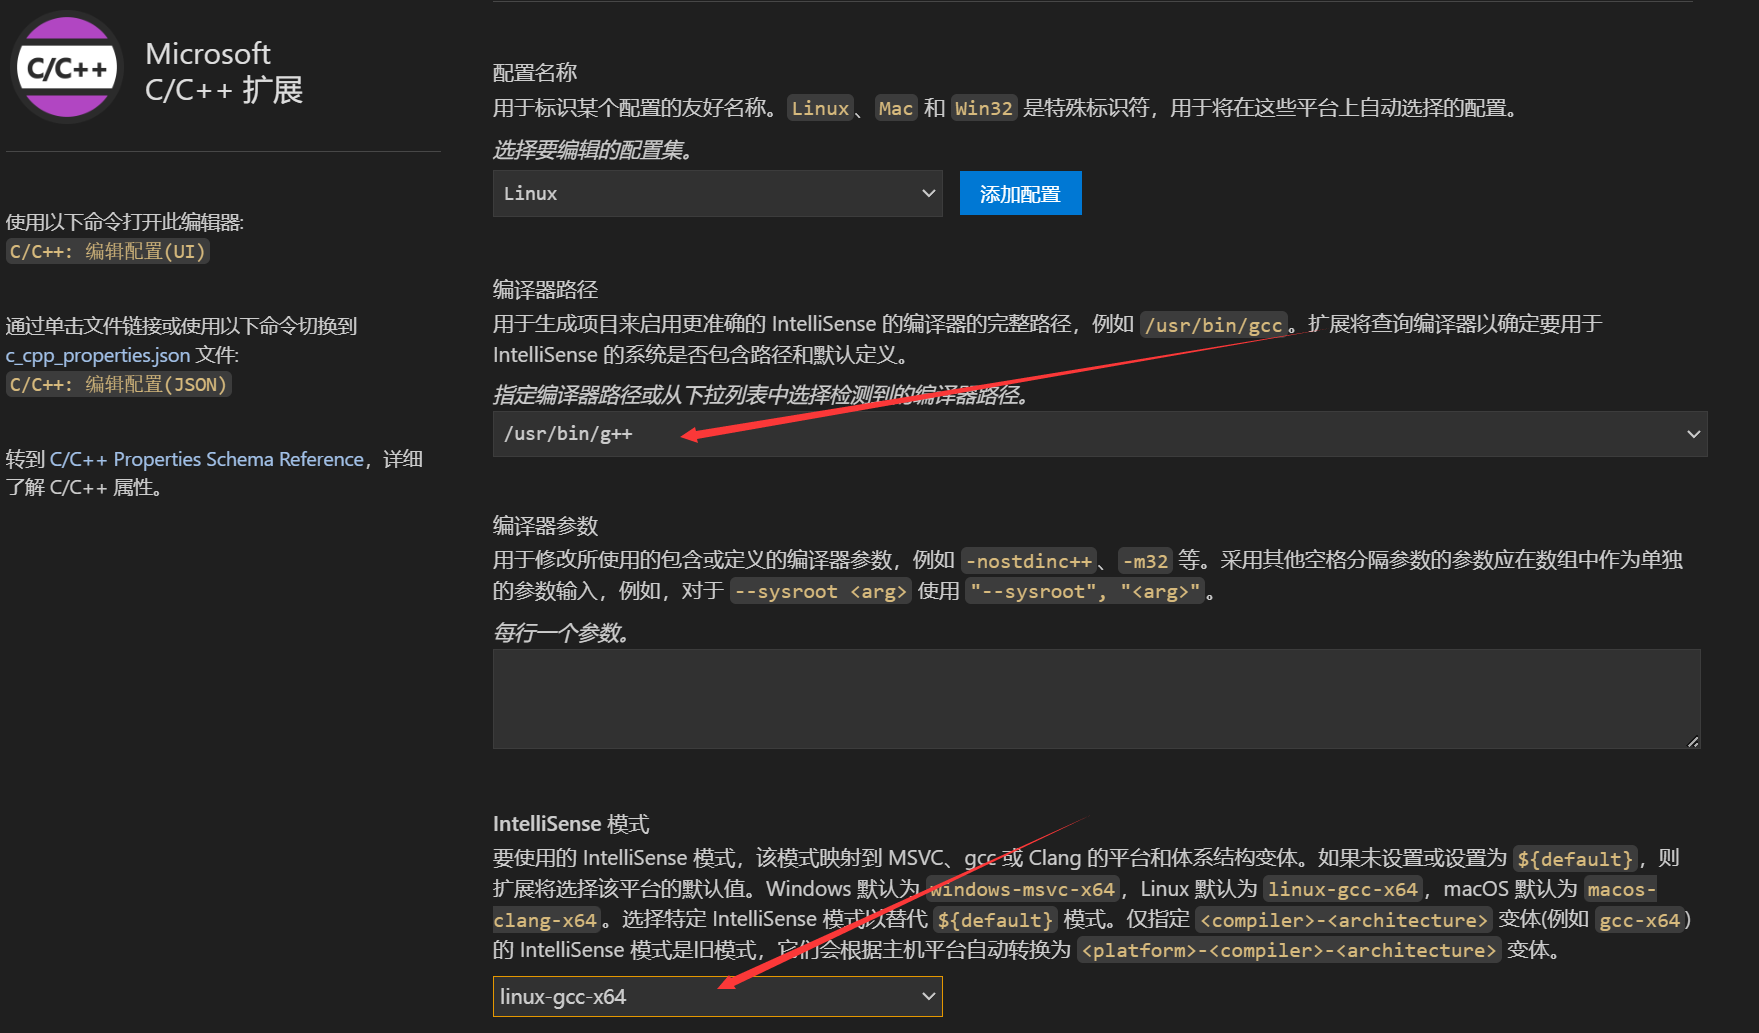 C/C++
Microsoft
C/C++ 扩展
使用以下命令打开此编辑器:
C/C++: 编辑配置(UI)
通过单击文件链接或使用以下命令切换到
c_cpp_properties.json 文件:
C/C++: 编辑配置(JSON)
转到 C/C++ Properties Schema Reference，详细
了解 C/C++ 属性。
配置名称
用于标识某个配置的友好名称。Linux、Mac 和 Win32 是特殊标识符，用于将在这些平台上自动选择的配置。
选择要编辑的配置集。
Linux
添加配置
编译器路径
用于生成项目来启用更准确的 IntelliSense 的编译器的完整路径，例如 /usr/bin/gcc。扩展将查询编译器以确定要用于
IntelliSense 的系统是否包含路径和默认定义。
指定编译器路径或从下拉列表中选择检测到的编译器路径。
/usr/bin/g++
编译器参数
用于修改所使用的包含或定义的编译器参数，例如 -nostdinc++、-m32 等。采用其他空格分隔参数的参数应在数组中作为单独
的参数输入，例如，对于 --sysroot <arg> 使用 "--sysroot", "<arg>"。
每行一个参数。
IntelliSense 模式
要使用的 IntelliSense 模式，该模式映射到 MSVC、gcc 或 Clang 的平台和体系结构变体。如果未设置或设置为 ${default}，则
扩展将选择该平台的默认值。Windows 默认为 windows-msvc-x64，Linux 默认为 linux-gcc-x64，macOS 默认为 macos-
clang-x64。选择特定 IntelliSense 模式以替代 ${default} 模式。仅指定 <compiler>-<architecture> 变体(例如 gcc-x64)
的 IntelliSense 模式是旧模式，它们会根据主机平台自动转换为 <platform>-<compiler>-<architecture> 变体。
linux-gcc-x64